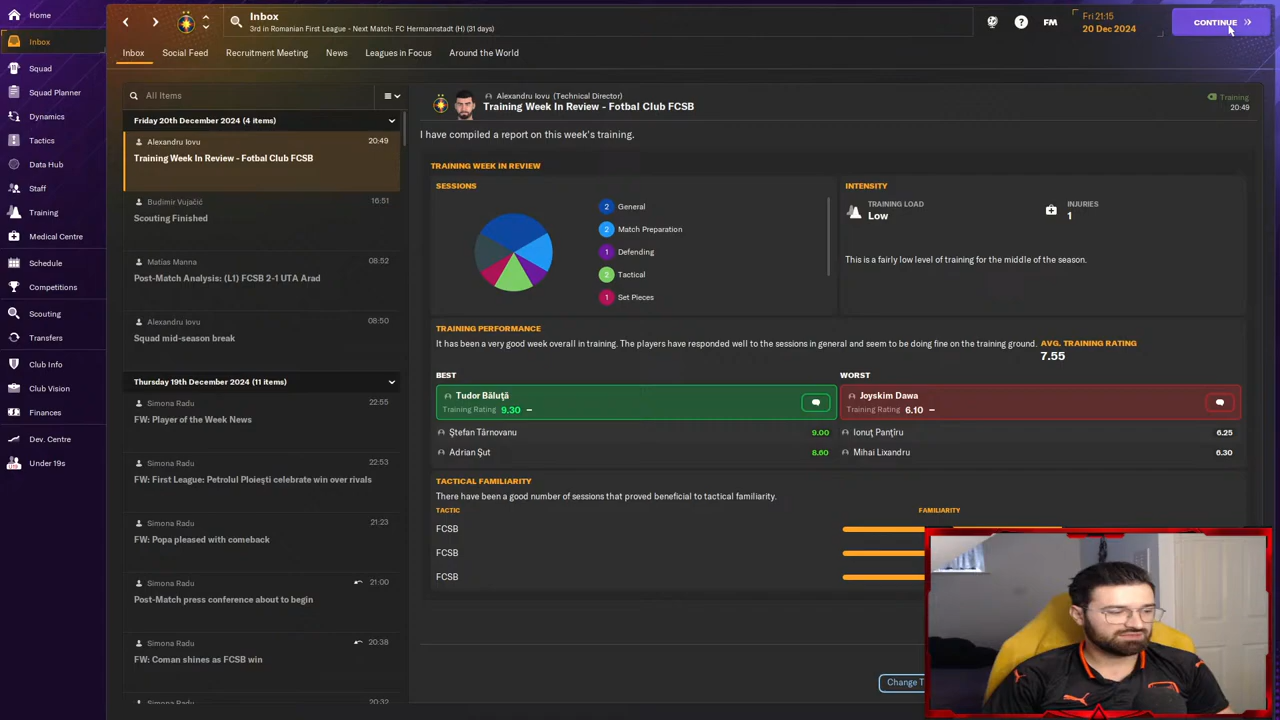 Home
Inbox
Squad
Squad Planner
Dynamics
Tactics
Data Hub
Staff
Training
Medical Centre
Schedule
Competitions
Scouting
Transfers
Club Info
Club Vision
Finances
Dev. Centre
Under 19s
Inbox
3rd in Romanian First League - Next Match: FC Hermannstadt (H) (31 days)
FM
Fri 21:15
20 Dec 2024
CONTINUE
Inbox Social Feed Recruitment Meeting News Leagues in Focus Around the World
All Items
Friday 20th December 2024 (4 items)
Alexandru Iovu 20:49
Training Week In Review - Fotbal Club FCSB
Budimir Vujačić 16:51
Scouting Finished
Matías Manna 08:52
Post-Match Analysis: (L1) FCSB 2-1 UTA Arad
Alexandru Iovu 08:50
Squad mid-season break
Thursday 19th December 2024 (11 items)
Simona Radu 22:55
FW: Player of the Week News
Simona Radu 22:53
FW: First League: Petrolul Ploieşti celebrate win over rivals
Simona Radu 21:23
FW: Popa pleased with comeback
Simona Radu 21:00
Post-Match press conference about to begin
Simona Radu 20:38
FW: Coman shines as FCSB win
Simona Radu 20:32
Alexandru Iovu (Technical Director)
Training Week In Review - Fotbal Club FCSB
Training
20:49
I have compiled a report on this week's training.
TRAINING WEEK IN REVIEW
SESSIONS
2 General
2 Match Preparation
1 Defending
2 Tactical
1 Set Pieces
INTENSITY
TRAINING LOAD
Low
INJURIES
1
This is a fairly low level of training for the middle of the season.
TRAINING PERFORMANCE
It has been a very good week overall in training. The players have responded well to the sessions in general and seem to be doing fine on the training ground.
AVG. TRAINING RATING
7.55
BEST
Tudor Băluţă
Training Rating 9.30 –
Ştefan Târnovanu 9.00
Adrian Şut 8.60
WORST
Joyskim Dawa
Training Rating 6.10 –
Ionuţ Panţîru 6.25
Mihai Lixandru 6.30
TACTICAL FAMILIARITY
There have been a good number of sessions that proved beneficial to tactical familiarity.
TACTIC FAMILIARITY
FCSB
FCSB
FCSB
Change T